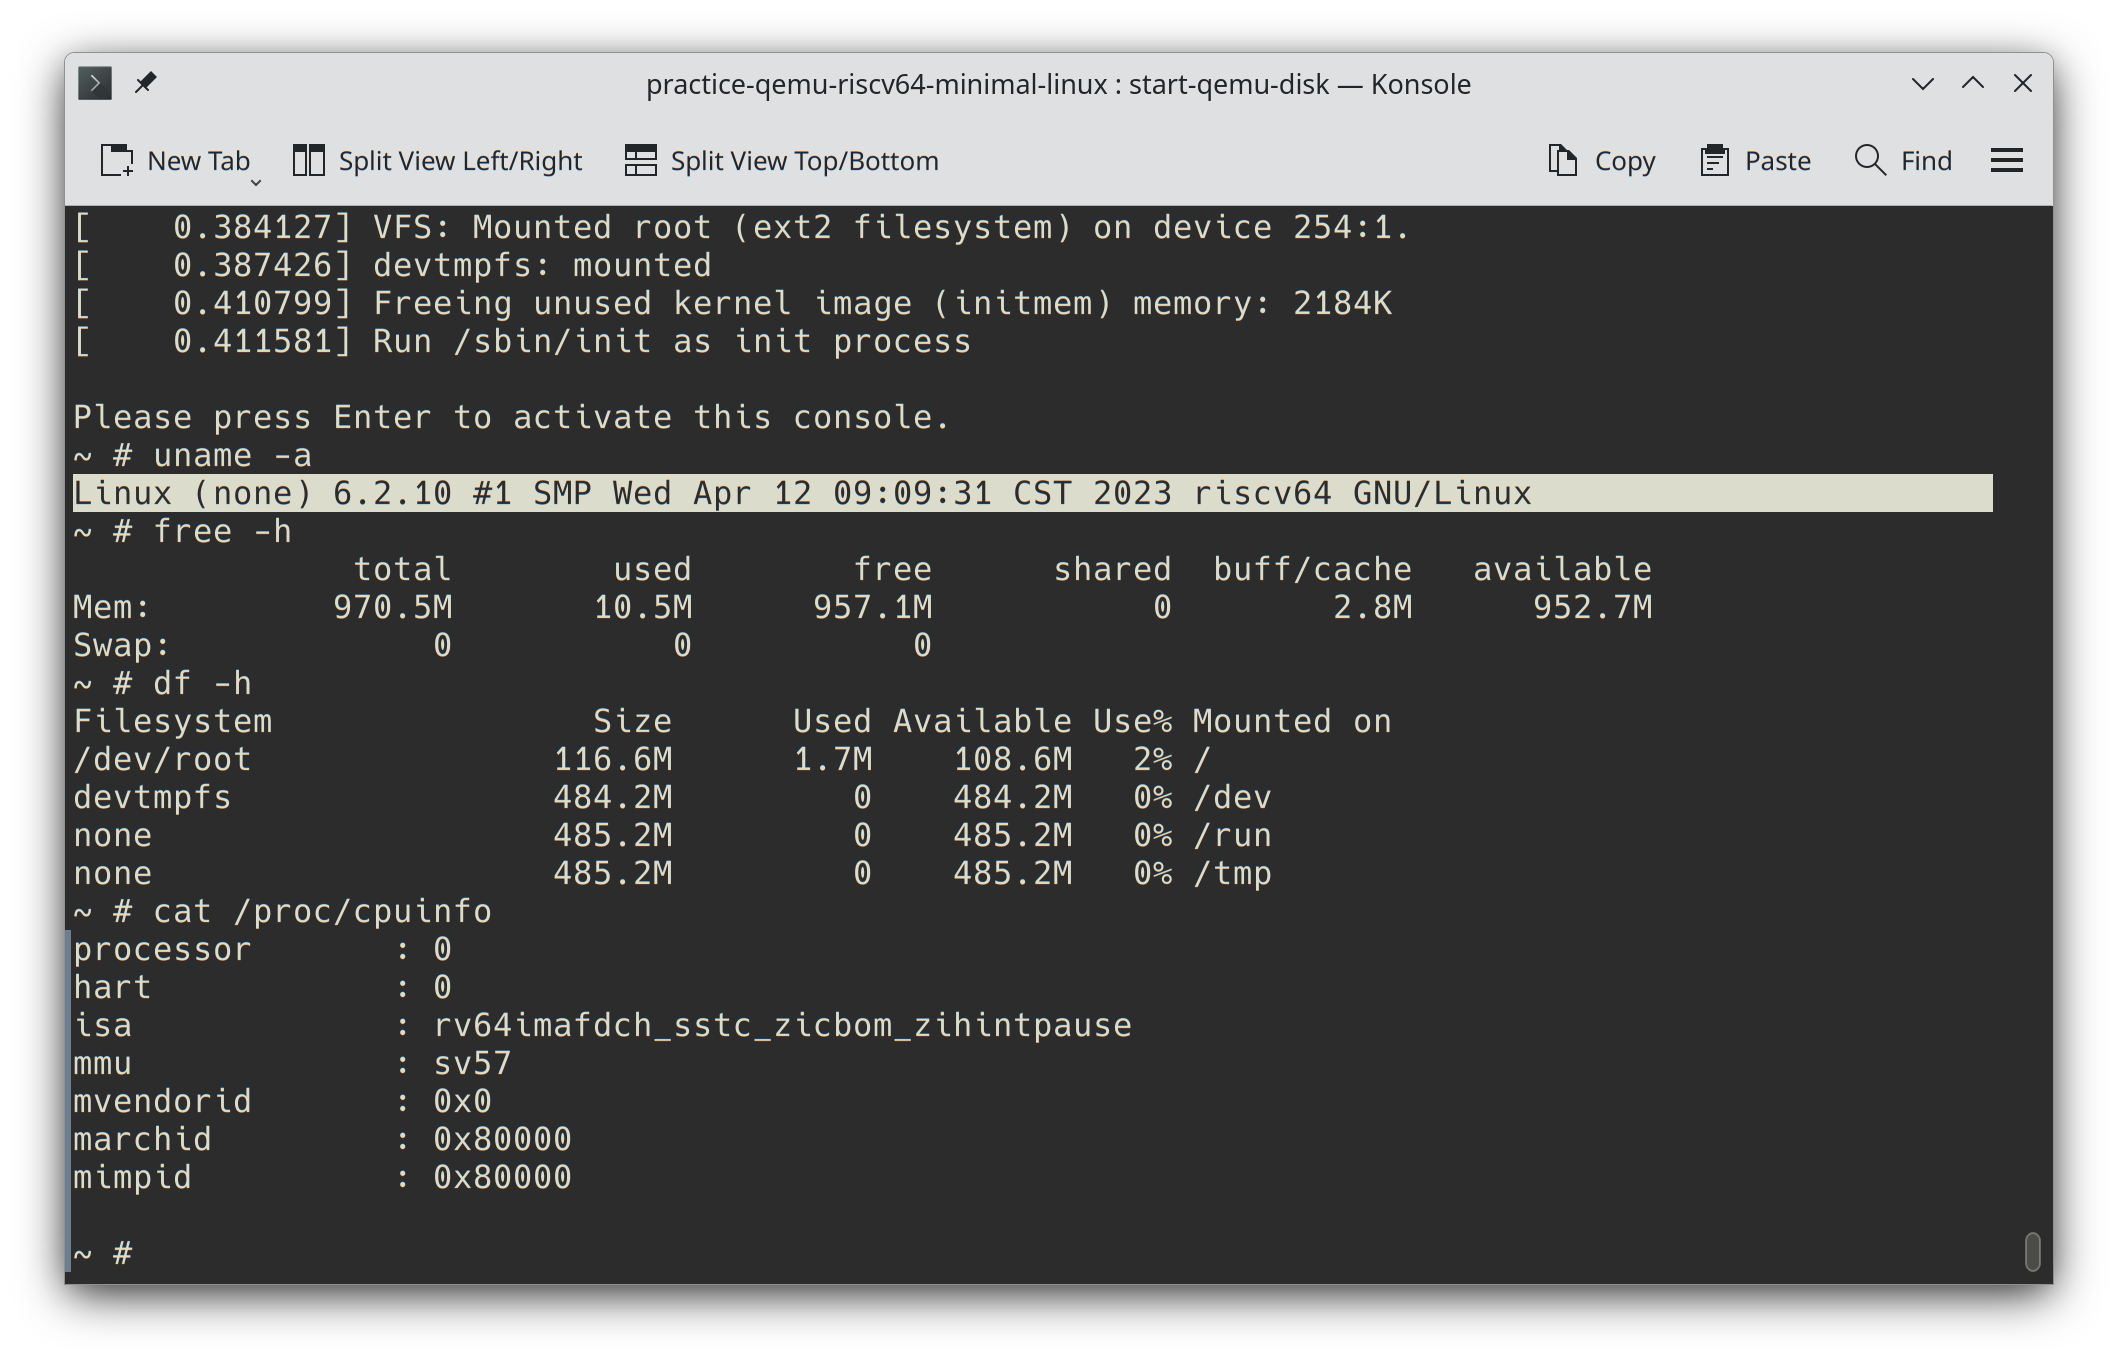 practice-qemu-riscv64-minimal-linux : start-qemu-disk — Konsole
New Tab Split View Left/Right Split View Top/Bottom Copy Paste Find
[    0.384127] VFS: Mounted root (ext2 filesystem) on device 254:1.
[    0.387426] devtmpfs: mounted
[    0.410799] Freeing unused kernel image (initmem) memory: 2184K
[    0.411581] Run /sbin/init as init process
Please press Enter to activate this console.
~ # uname -a
Linux (none) 6.2.10 #1 SMP Wed Apr 12 09:09:31 CST 2023 riscv64 GNU/Linux
~ # free -h
              total        used        free      shared  buff/cache   available
Mem:         970.5M       10.5M      957.1M           0        2.8M      952.7M
Swap:             0           0           0
~ # df -h
Filesystem                Size      Used Available Use% Mounted on
/dev/root               116.6M      1.7M    108.6M   2% /
devtmpfs                484.2M         0    484.2M   0% /dev
none                    485.2M         0    485.2M   0% /run
none                    485.2M         0    485.2M   0% /tmp
~ # cat /proc/cpuinfo
processor       : 0
hart            : 0
isa             : rv64imafdch_sstc_zicbom_zihintpause
mmu             : sv57
mvendorid       : 0x0
marchid         : 0x80000
mimpid          : 0x80000
~ #